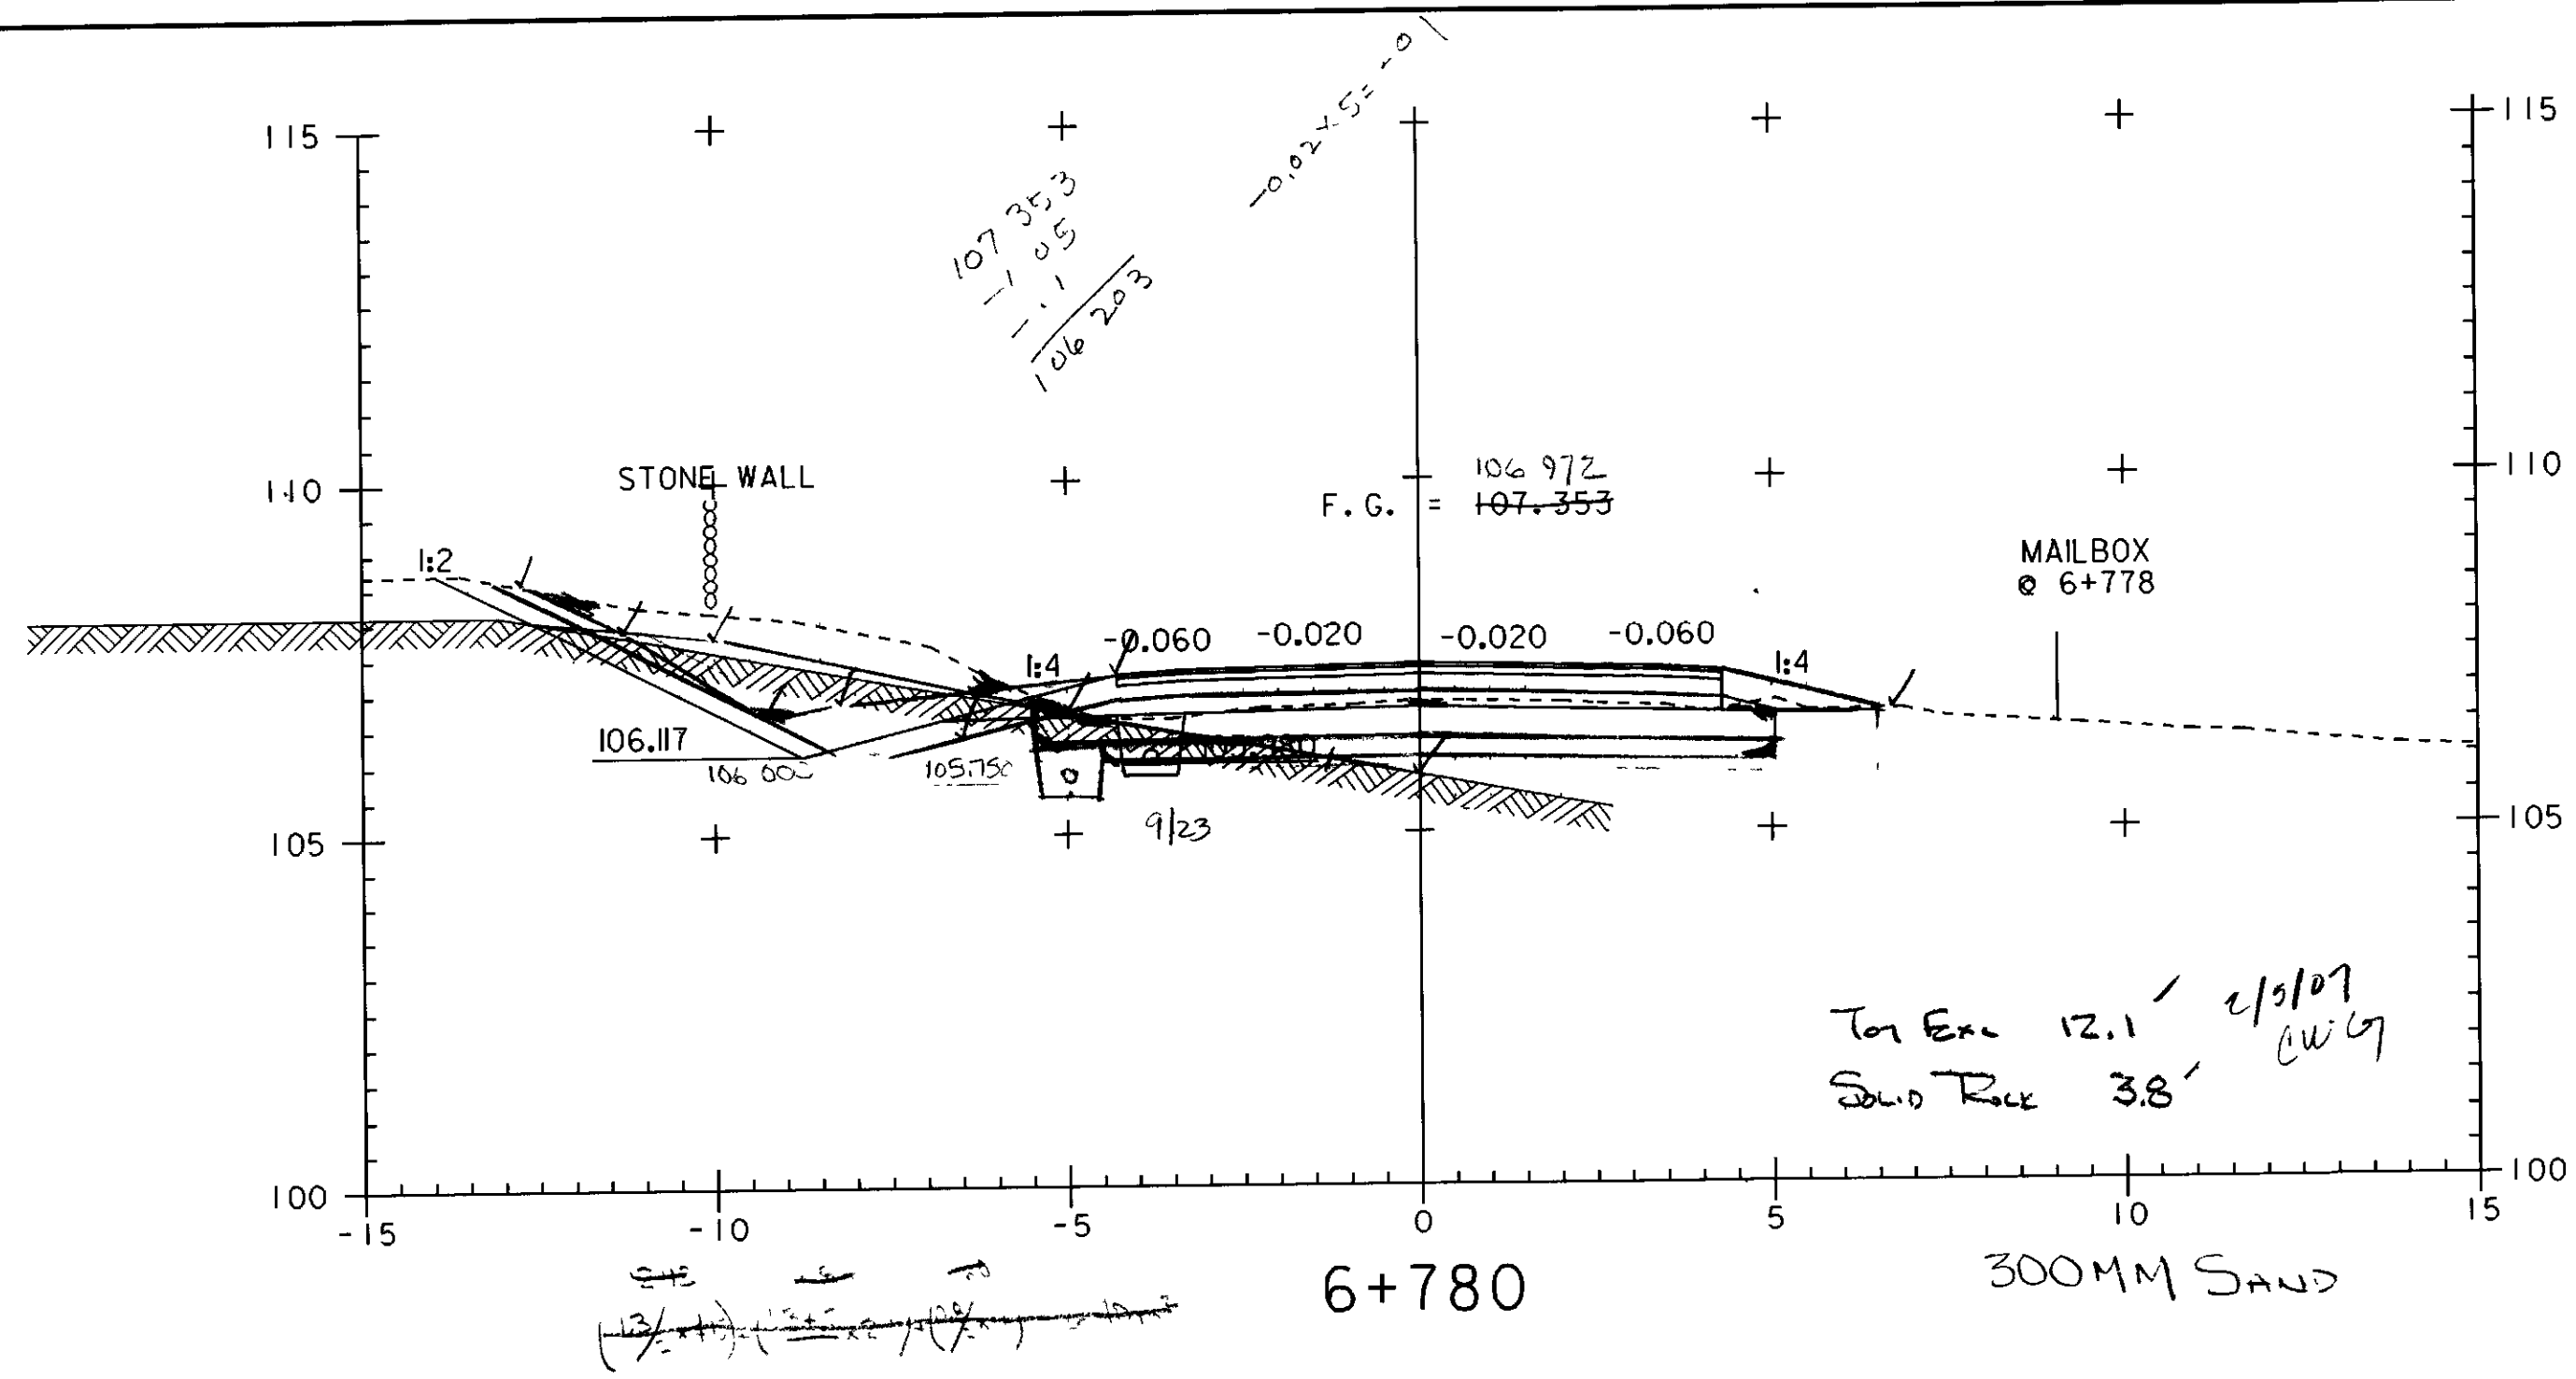 -0.02 x 5 = -0 1
115
115
107 353
-1 05
- .1
106 203
STONE WALL
110
110
106 972
F.G. = 107.353
MAILBOX
@ 6+778
1:2
-0.060 -0.020 -0.020 -0.060
1:4
1:4
106.117
106 000
105.750
9/23
105
105
Tot Exc 12.1
2/5/07
CWG
Solid Rock 3.8
100
100
-15 -10 -5 0 5 10 15
6+780
300MM SAND